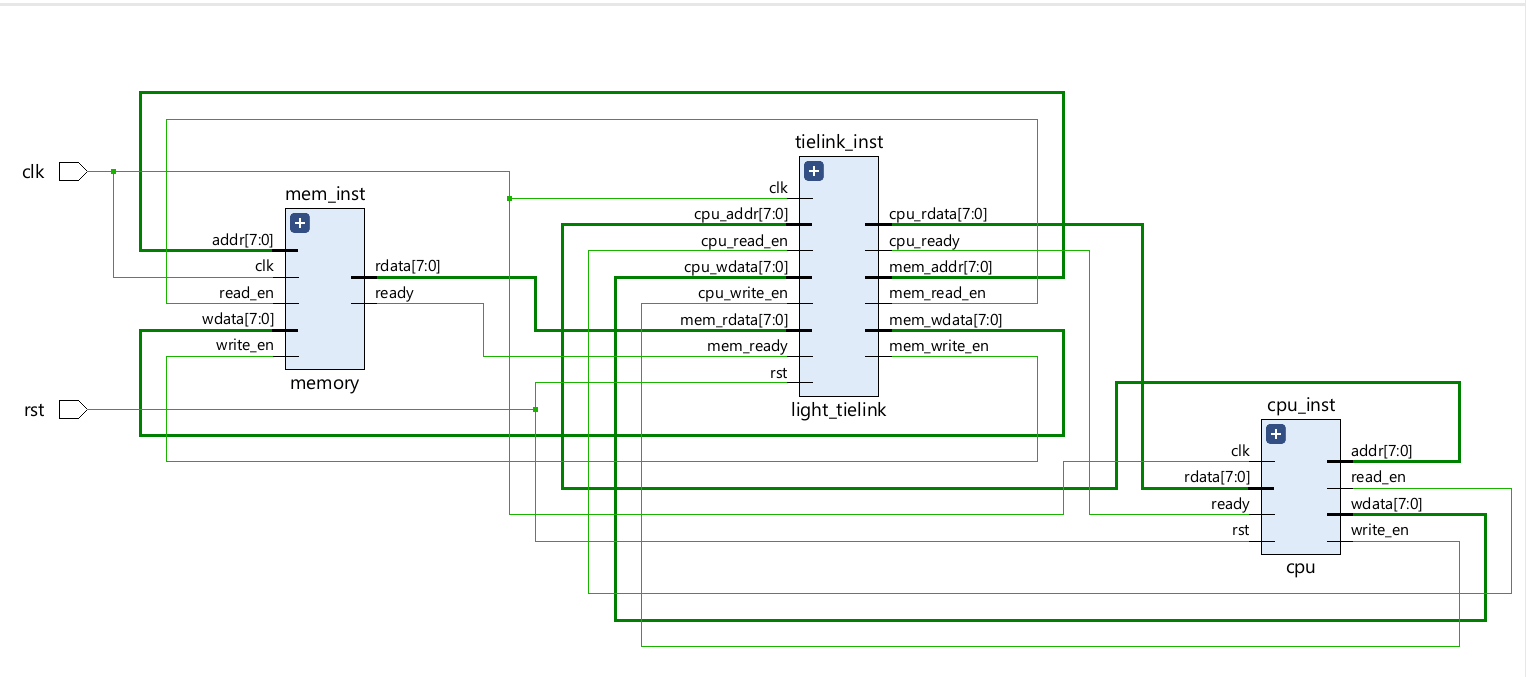 clk
rst
mem_inst
addr[7:0]
clk
read_en
wdata[7:0]
write_en
rdata[7:0]
ready
memory
tielink_inst
clk
cpu_addr[7:0]
cpu_read_en
cpu_wdata[7:0]
cpu_write_en
mem_rdata[7:0]
mem_ready
rst
cpu_rdata[7:0]
cpu_ready
mem_addr[7:0]
mem_read_en
mem_wdata[7:0]
mem_write_en
light_tielink
cpu_inst
clk
rdata[7:0]
ready
rst
addr[7:0]
read_en
wdata[7:0]
write_en
cpu